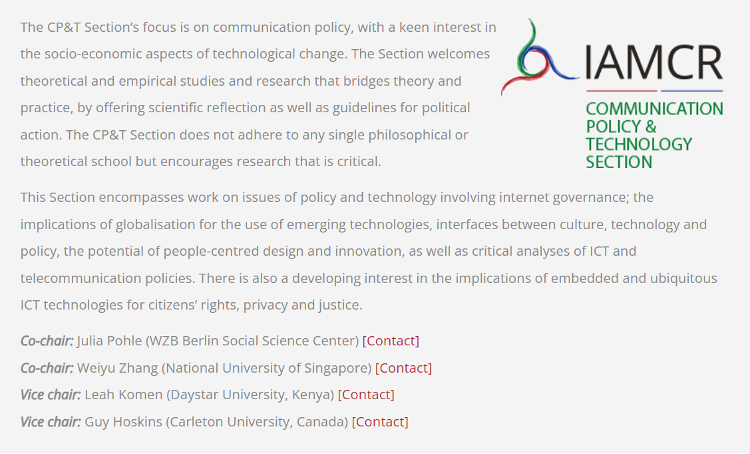 The CP&T Section's focus is on communication policy, with a keen interest in
the socio-economic aspects of technological change. The Section welcomes
theoretical and empirical studies and research that bridges theory and
practice, by offering scientific reflection as well as guidelines for political
action. The CP&T Section does not adhere to any single philosophical or
theoretical school but encourages research that is critical.
IAMCR
COMMUNICATION
POLICY &
TECHNOLOGY
SECTION
This Section encompasses work on issues of policy and technology involving internet governance; the
implications of globalisation for the use of emerging technologies, interfaces between culture, technology and
policy, the potential of people-centred design and innovation, as well as critical analyses of ICT and
telecommunication policies. There is also a developing interest in the implications of embedded and ubiquitous
ICT technologies for citizens' rights, privacy and justice.
Co-chair: Julia Pohle (WZB Berlin Social Science Center) [Contact]
Co-chair: Weiyu Zhang (National University of Singapore) [Contact]
Vice chair: Leah Komen (Daystar University, Kenya) [Contact]
Vice chair: Guy Hoskins (Carleton University, Canada) [Contact]